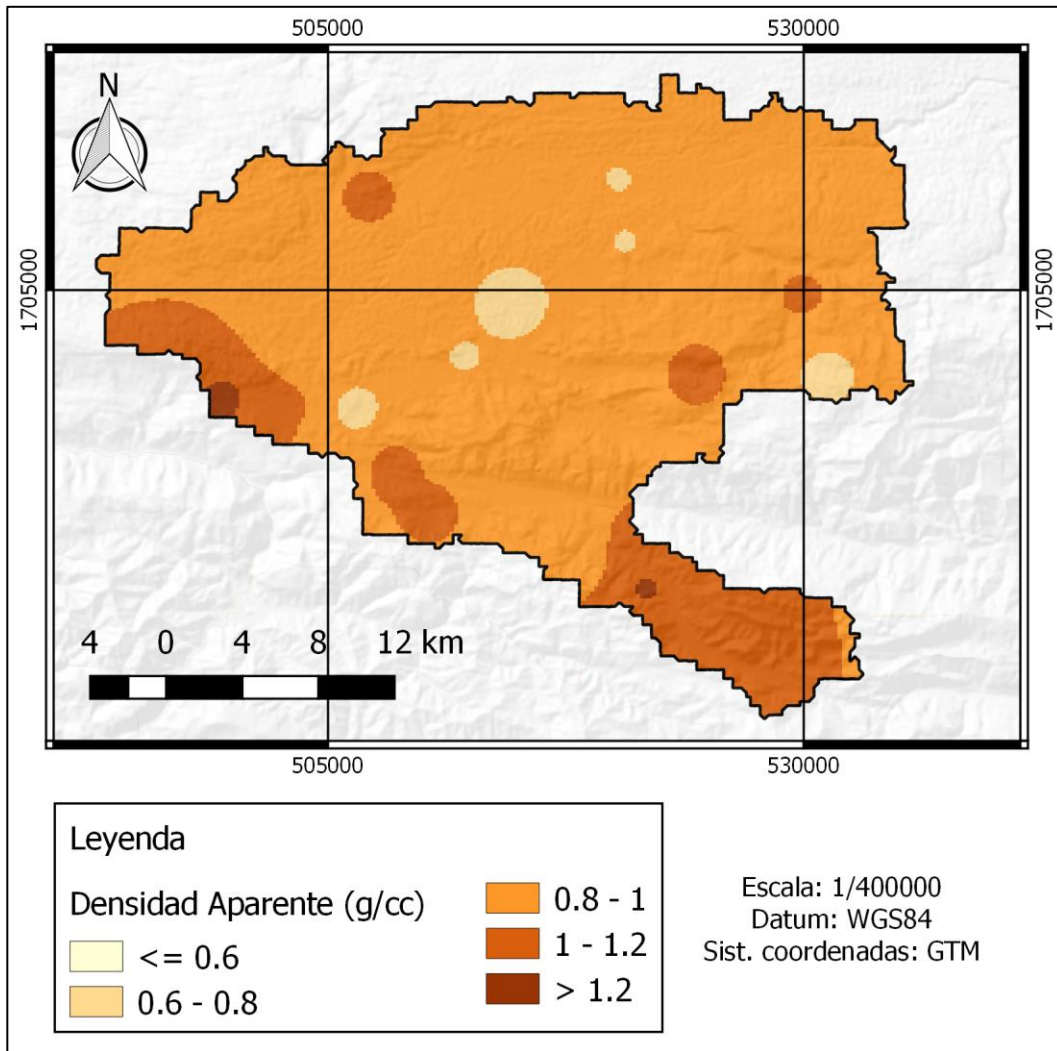 505000 530000
N
1705000 1705000
4 0 4 8 12 km
505000 530000
Leyenda
Densidad Aparente (g/cc)
<= 0.6
0.6 - 0.8
0.8 - 1
1 - 1.2
> 1.2
Escala: 1/400000
Datum: WGS84
Sist. coordenadas: GTM